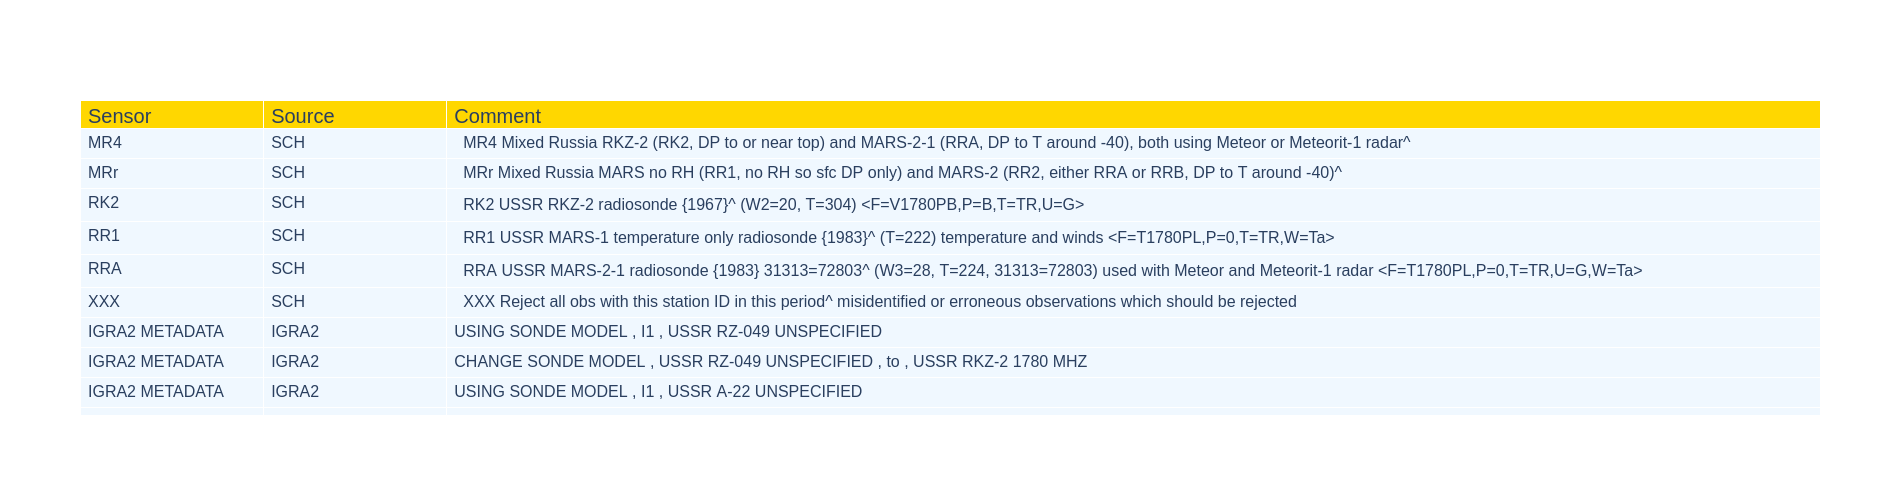 Sensor Source Comment
MR4 SCH MR4 Mixed Russia RKZ-2 (RK2, DP to or near top) and MARS-2-1 (RRA, DP to T around -40), both using Meteor or Meteorit-1 radar^
MRr SCH MRr Mixed Russia MARS no RH (RR1, no RH so sfc DP only) and MARS-2 (RR2, either RRA or RRB, DP to T around -40)^
RK2 SCH RK2 USSR RKZ-2 radiosonde {1967}^ (W2=20, T=304) <F=V1780PB,P=B,T=TR,U=G>
RR1 SCH RR1 USSR MARS-1 temperature only radiosonde {1983}^ (T=222) temperature and winds <F=T1780PL,P=0,T=TR,W=Ta>
RRA SCH RRA USSR MARS-2-1 radiosonde {1983} 31313=72803^ (W3=28, T=224, 31313=72803) used with Meteor and Meteorit-1 radar <F=T1780PL,P=0,T=TR,U=G,W=Ta>
XXX SCH XXX Reject all obs with this station ID in this period^ misidentified or erroneous observations which should be rejected
IGRA2 METADATA IGRA2 USING SONDE MODEL , I1 , USSR RZ-049 UNSPECIFIED
IGRA2 METADATA IGRA2 CHANGE SONDE MODEL , USSR RZ-049 UNSPECIFIED , to , USSR RKZ-2 1780 MHZ
IGRA2 METADATA IGRA2 USING SONDE MODEL , I1 , USSR A-22 UNSPECIFIED